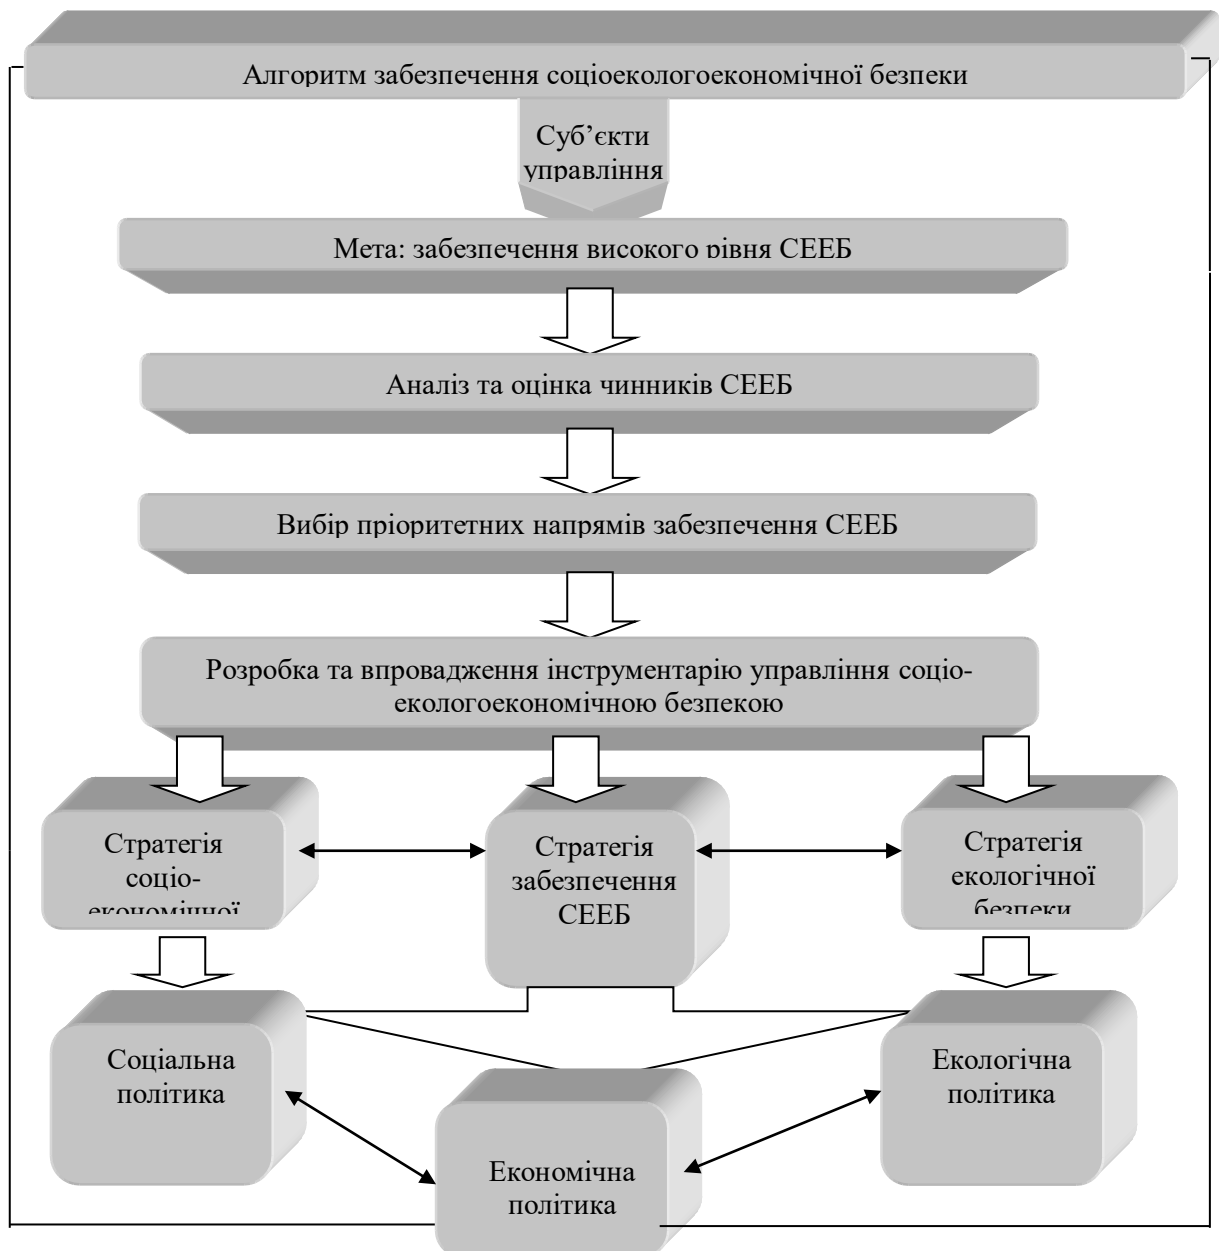 Алгоритм забезпечення соціоекологоекономічної безпеки
Суб’єкти
управління
Мета: забезпечення високого рівня СЕЕБ
Аналіз та оцінка чинників СЕЕБ
Вибір пріоритетних напрямів забезпечення СЕЕБ
Розробка та впровадження інструментарію управління соціо-
екологоекономічною безпекою
Стратегія
соціо-
економічної
Стратегія
забезпечення
СЕЕБ
Стратегія
екологічної
безпеки
Соціальна
політика
Економічна
політика
Екологічна
політика